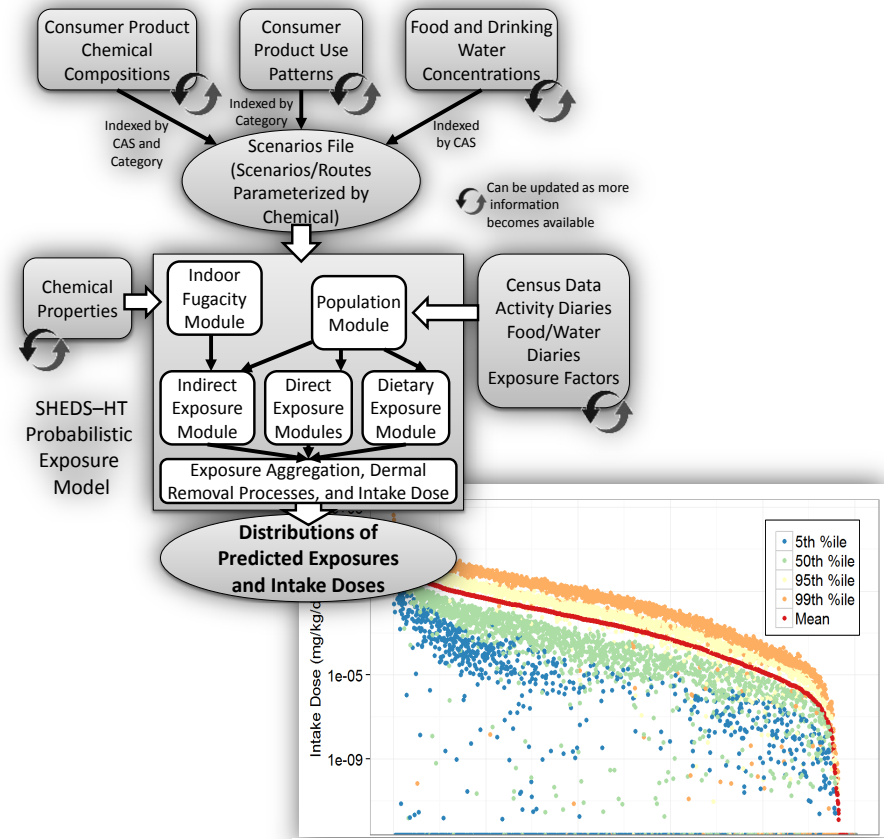 Consumer Product
Chemical
Compositions
Consumer
Product Use
Patterns
Food and Drinking
Water
Concentrations
Indexed by
CAS and
Category
Indexed by
Category
Indexed
by CAS
Scenarios File
(Scenarios/Routes
Parameterized by
Chemical)
Can be updated as more
information
becomes available
Chemical
Properties
Indoor
Fugacity
Module
Population
Module
Census Data
Activity Diaries
Food/Water
Diaries
Exposure Factors
Indirect
Exposure
Module
Direct
Exposure
Modules
Dietary
Exposure
Module
SHEDS–HT
Probabilistic
Exposure
Model
Exposure Aggregation, Dermal
Removal Processes, and Intake Dose
Distributions of
Predicted Exposures
and Intake Doses
5th %ile
50th %ile
95th %ile
99th %ile
Mean
Intake Dose (mg/kg/
1e-05
1e-09